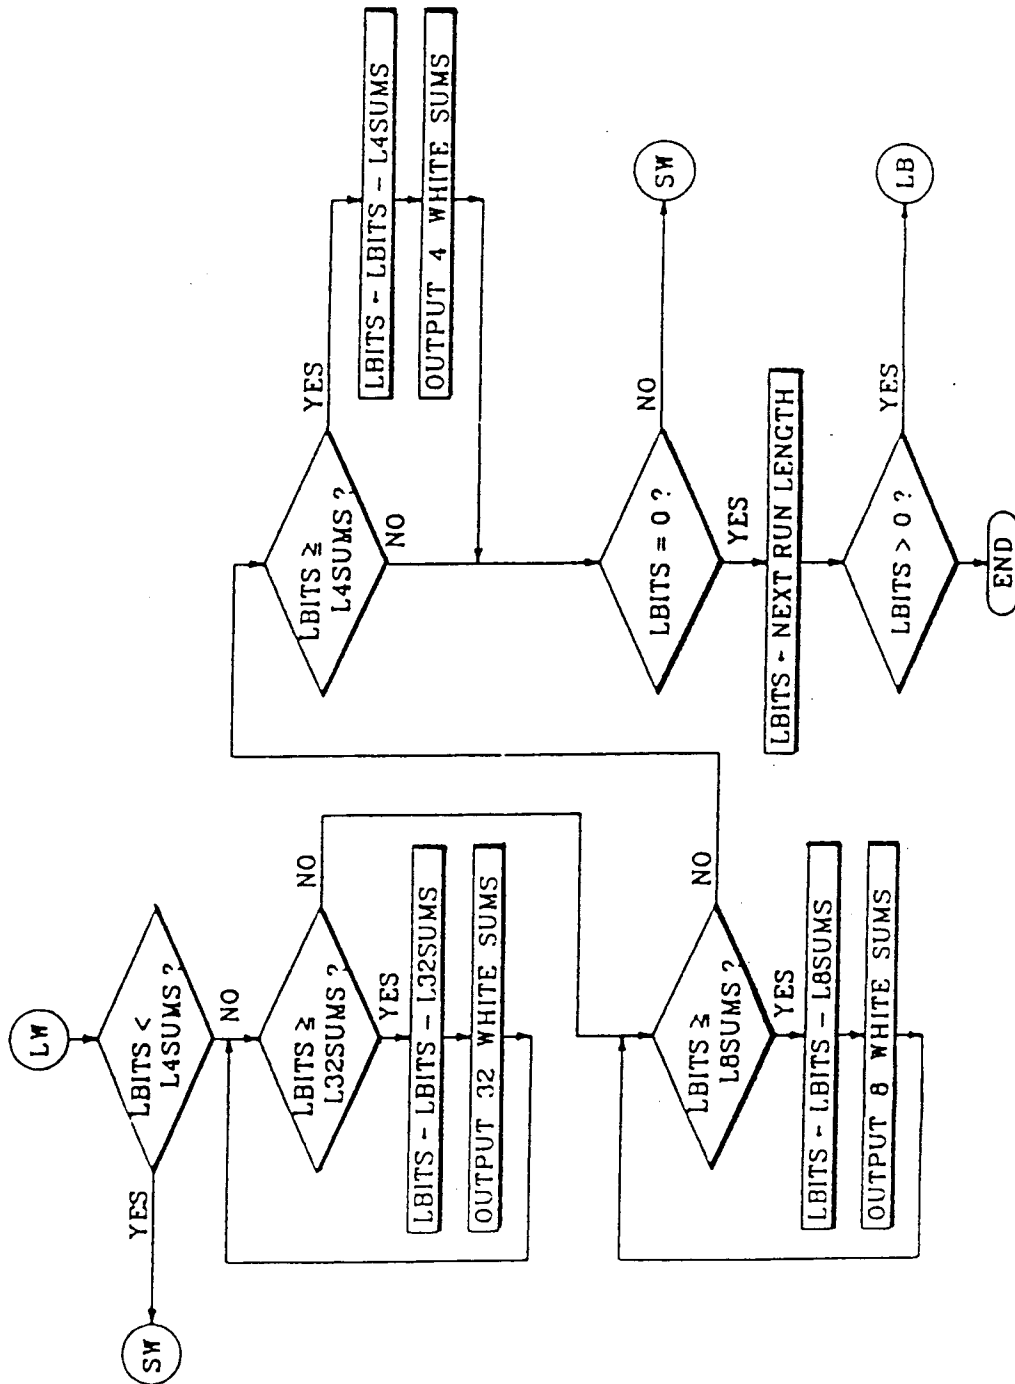 LW
LBITS <
L4SUMS ?
YES
SW
NO
LBITS ≧
L32SUMS ?
NO
YES
LBITS ← LBITS - L32SUMS
OUTPUT 32 WHITE SUMS
LBITS ≧
L8SUMS ?
NO
YES
LBITS ← LBITS - L8SUMS
OUTPUT 8 WHITE SUMS
LBITS ≧
L4SUMS ?
YES
NO
LBITS ← LBITS - L4SUMS
OUTPUT 4 WHITE SUMS
LBITS = 0 ?
NO
SW
YES
LBITS ← NEXT RUN LENGTH
LBITS > 0 ?
YES
LB
END